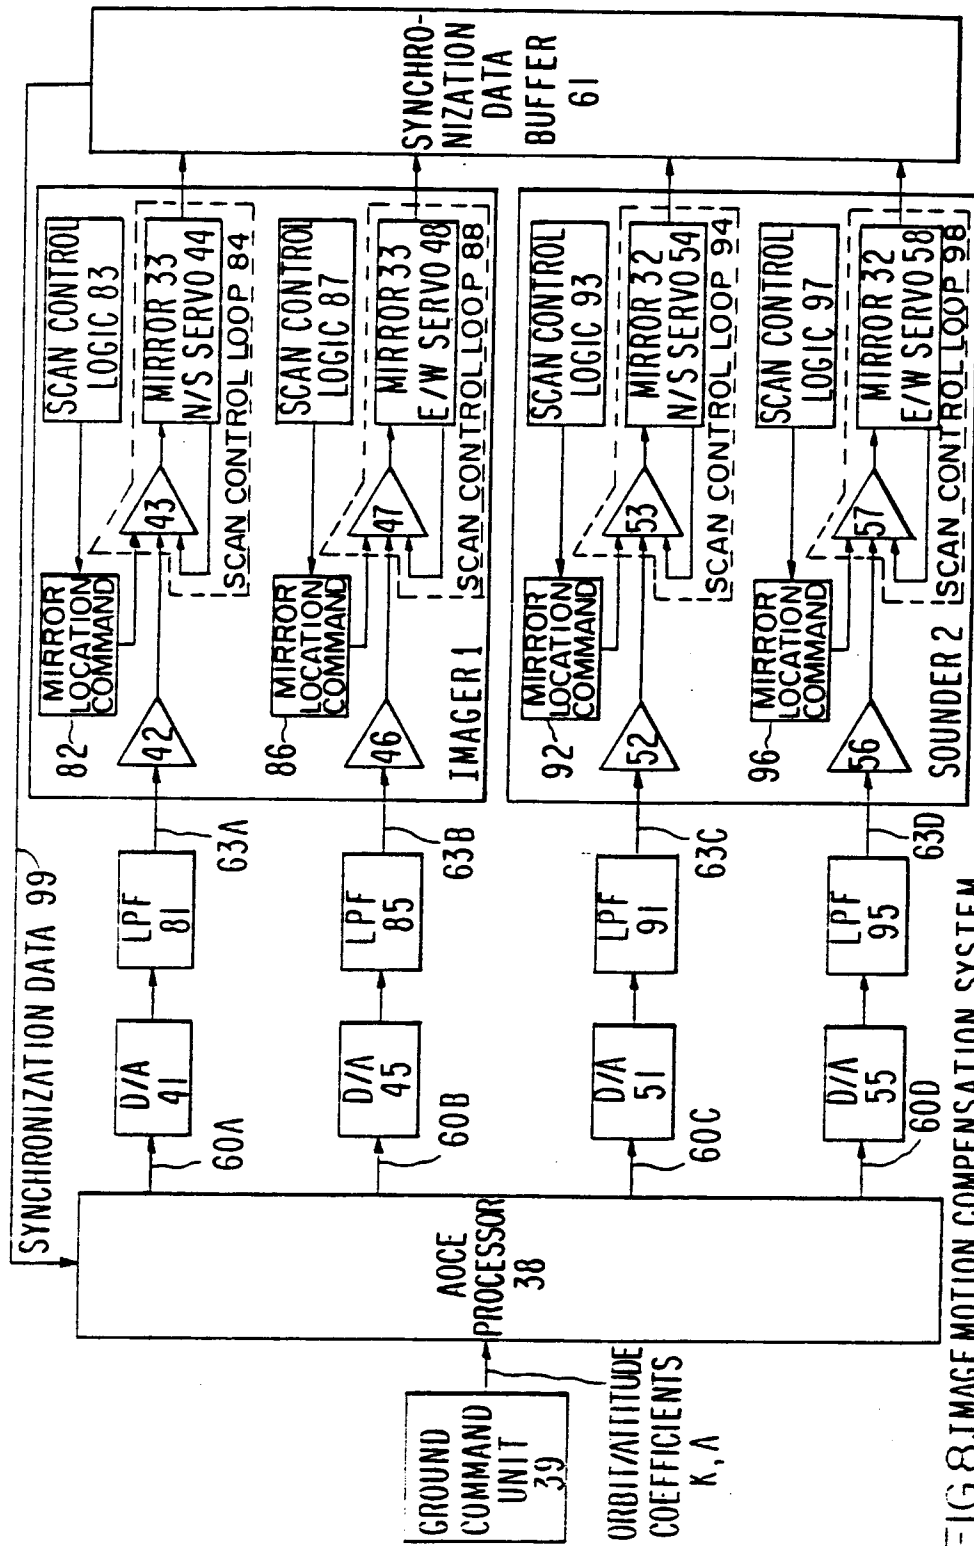 SYNCHRONIZATION DATA 99
GROUND
COMMAND
UNIT
39
ORBIT/ATTITUDE
COEFFICIENTS
K, A
AOCE
PROCESSOR
38
60A
D/A
41
LPF
81
63A
60B
D/A
45
LPF
85
63B
60C
D/A
51
LPF
91
63C
60D
D/A
55
LPF
95
63D
82
MIRROR
LOCATION
COMMAND
42
43
SCAN CONTROL
LOGIC 83
MIRROR 33
N/S SERVO 44
SCAN CONTROL LOOP 84
86
MIRROR
LOCATION
COMMAND
46
47
SCAN CONTROL
LOGIC 87
MIRROR 33
E/W SERVO 48
SCAN CONTROL LOOP 88
IMAGER 1
92
MIRROR
LOCATION
COMMAND
52
53
SCAN CONTROL
LOGIC 93
MIRROR 32
N/S SERVO 54
SCAN CONTROL LOOP 94
96
MIRROR
LOCATION
COMMAND
56
57
SCAN CONTROL
LOGIC 97
MIRROR 32
E/W SERVO 58
SCAN CONTROL LOOP 98
SOUNDER 2
SYNCHRO-
NIZATION
DATA
BUFFER
61
FIG 8 IMAGE MOTION COMPENSATION SYSTEM